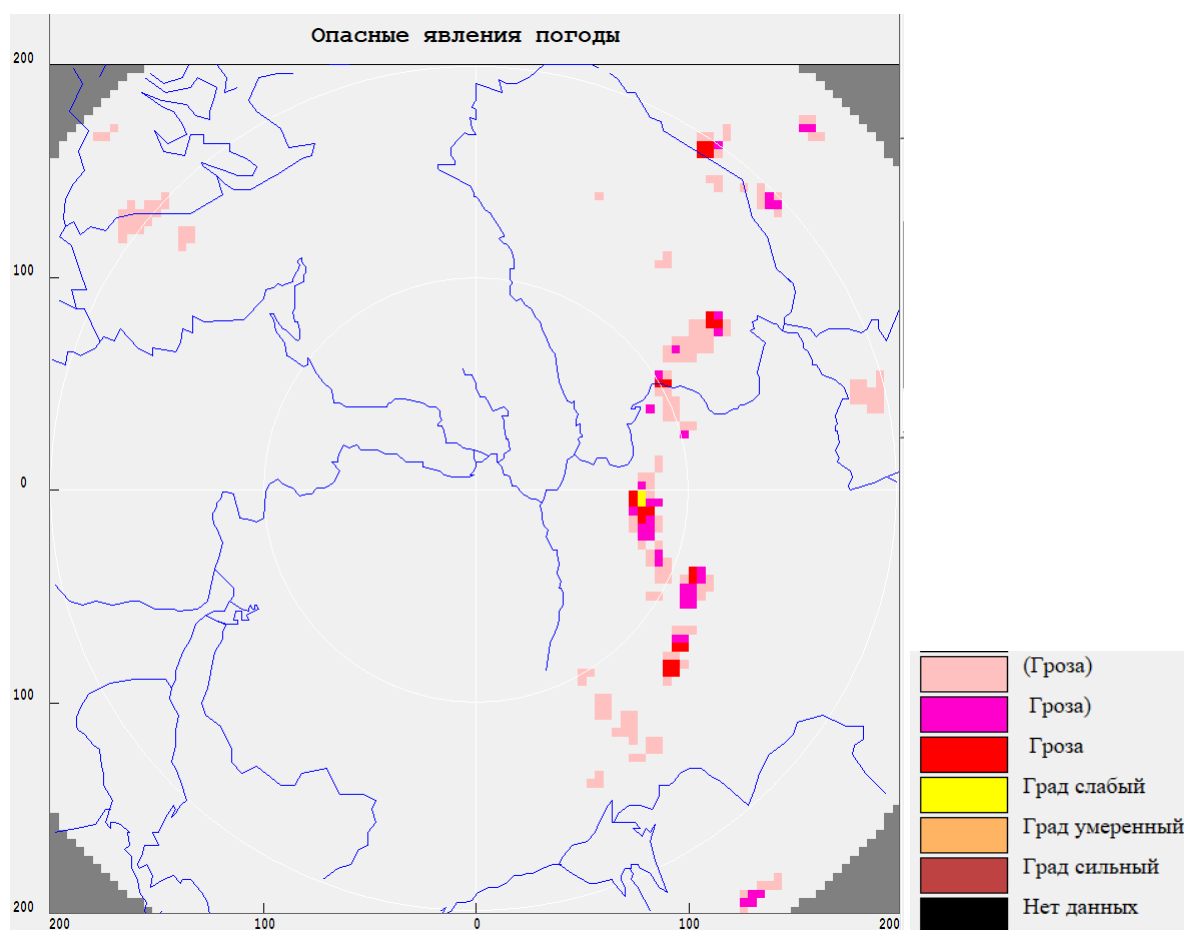 Опасные явления погоды
200
100
0
100
200
200
100
0
100
200
(Гроза)
Гроза)
Гроза
Град слабый
Град умеренный
Град сильный
Нет данных